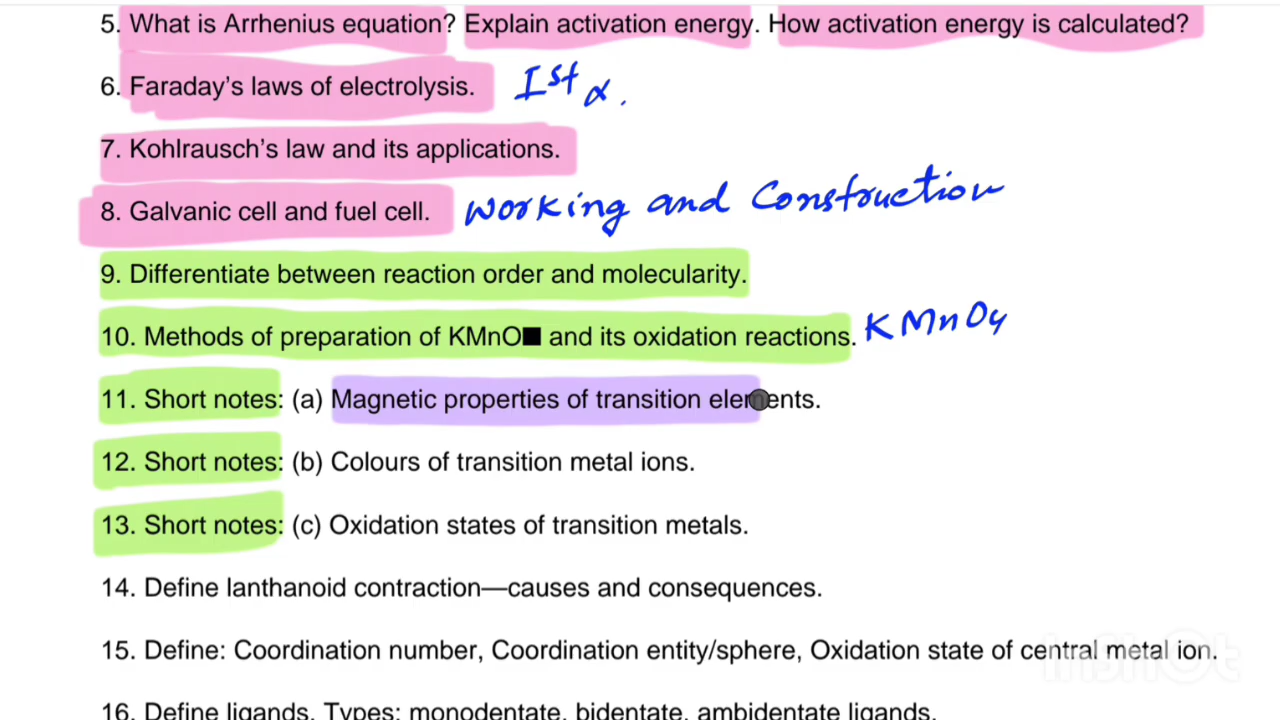 5. What is Arrhenius equation? Explain activation energy. How activation energy is calculated?
6. Faraday's laws of electrolysis. Ist & .
7. Kohlrausch's law and its applications.
8. Galvanic cell and fuel cell. Working and Construction
9. Differentiate between reaction order and molecularity.
10. Methods of preparation of KMnO■ and its oxidation reactions. KMnO4
11. Short notes: (a) Magnetic properties of transition elements.
12. Short notes: (b) Colours of transition metal ions.
13. Short notes: (c) Oxidation states of transition metals.
14. Define lanthanoid contraction—causes and consequences.
15. Define: Coordination number, Coordination entity/sphere, Oxidation state of central metal ion.
InShOt
16. Define ligands. Types: monodentate, bidentate, ambidentate ligands.